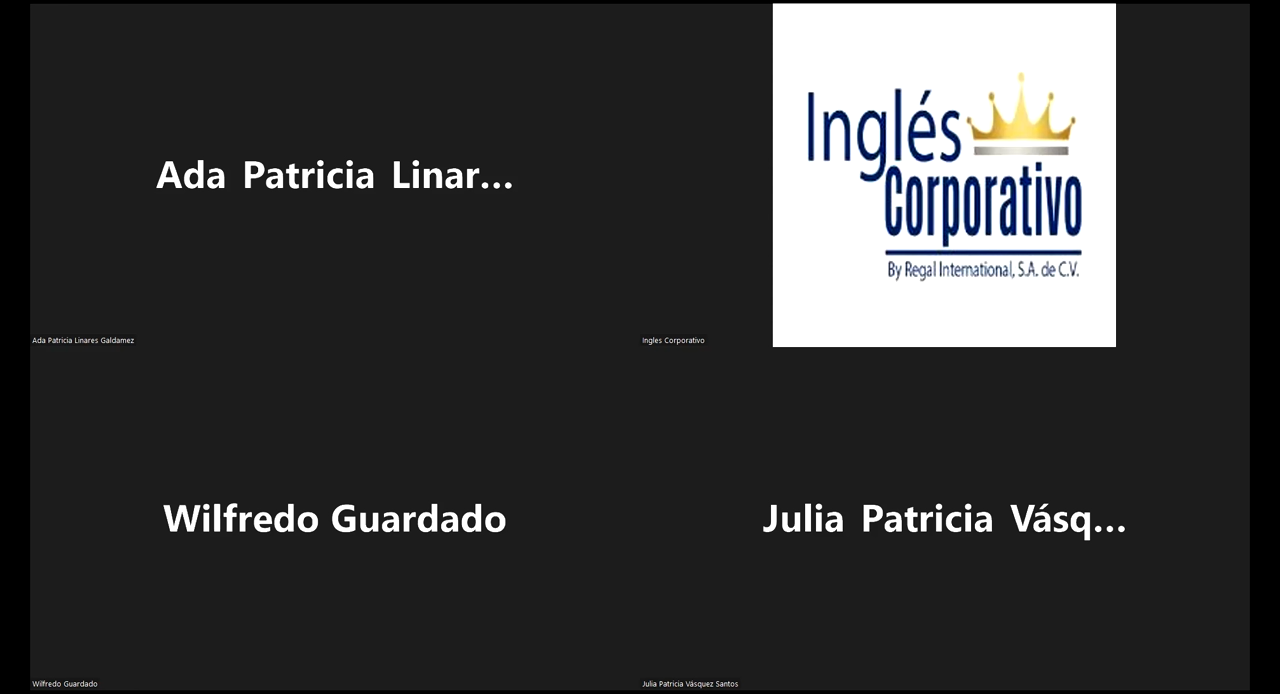 Ada Patricia Linar...
Ada Patricia Linares Galdamez
Inglés
Corporativo
By Regal International, S.A. de C.V.
Ingles Corporativo
Wilfredo Guardado
Wilfredo Guardado
Julia Patricia Vásq...
Julia Patricia Vásquez Santos